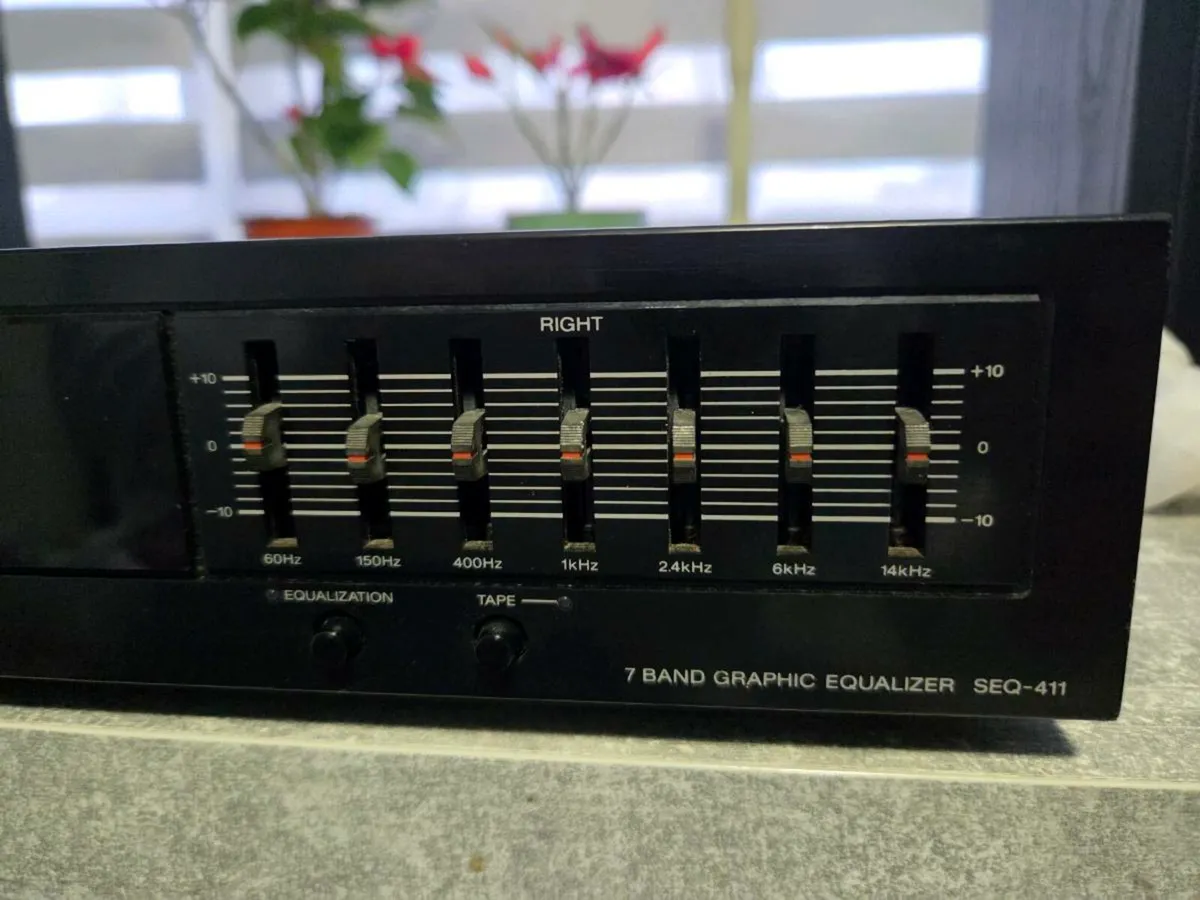 RIGHT
+10 +10
0 0
-10 -10
60Hz 150Hz 400Hz 1kHz 2.4kHz 6kHz 14kHz
EQUALIZATION TAPE
7 BAND GRAPHIC EQUALIZER SEQ-411